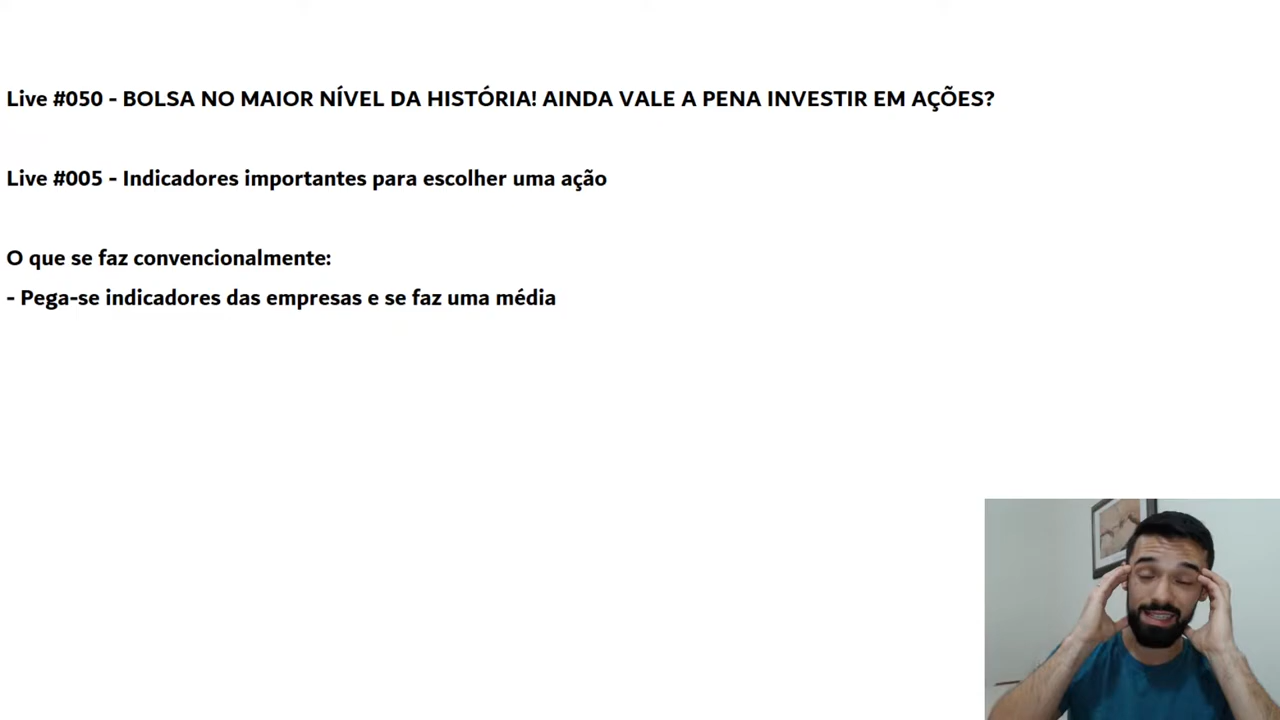 Live #050 - BOLSA NO MAIOR NÍVEL DA HISTÓRIA! AINDA VALE A PENA INVESTIR EM AÇÕES?
Live #005 - Indicadores importantes para escolher uma ação
O que se faz convencionalmente:
- Pega-se indicadores das empresas e se faz uma média